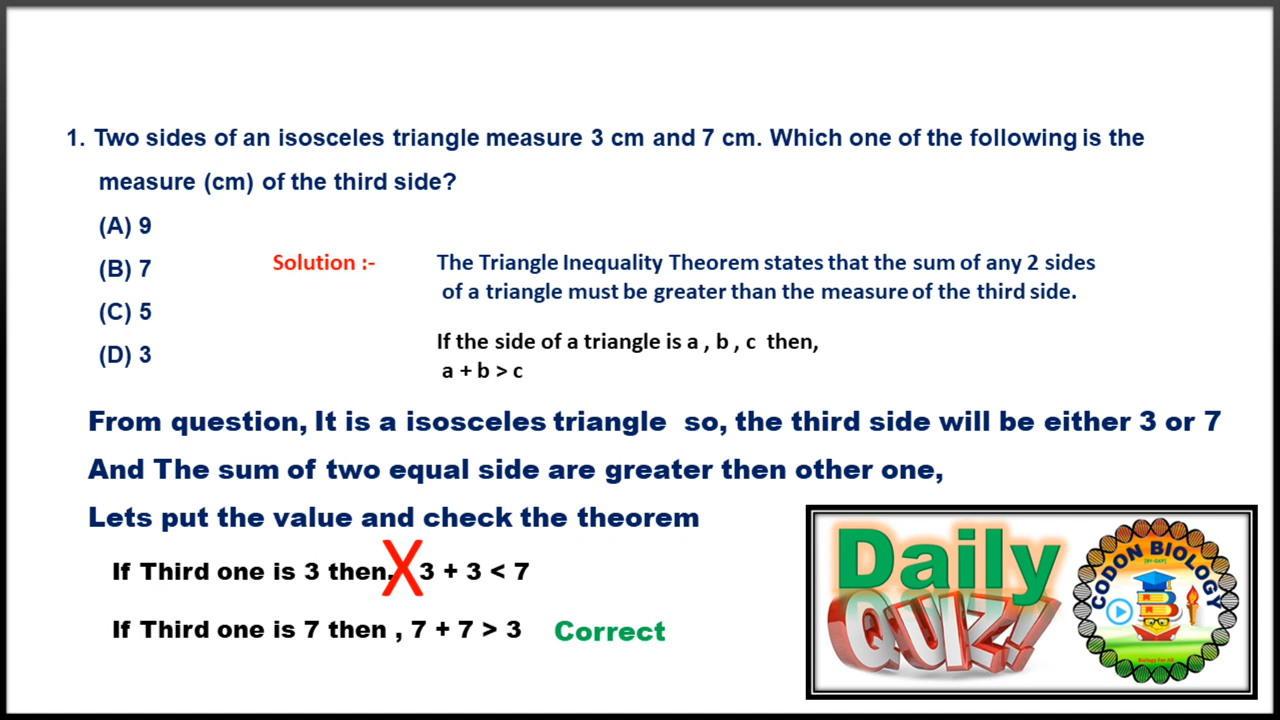 1. Two sides of an isosceles triangle measure 3 cm and 7 cm. Which one of the following is the
measure (cm) of the third side?
(A) 9
(B) 7
(C) 5
(D) 3
Solution :-
The Triangle Inequality Theorem states that the sum of any 2 sides
of a triangle must be greater than the measure of the third side.
If the side of a triangle is a , b , c then,
a + b > c
From question, It is a isosceles triangle so, the third side will be either 3 or 7
And The sum of two equal side are greater then other one,
Lets put the value and check the theorem
If Third one is 3 then, X 3 + 3 < 7
If Third one is 7 then , 7 + 7 > 3 Correct
Daily
QUIZ!
CODON BIOLOGY
Biology For All